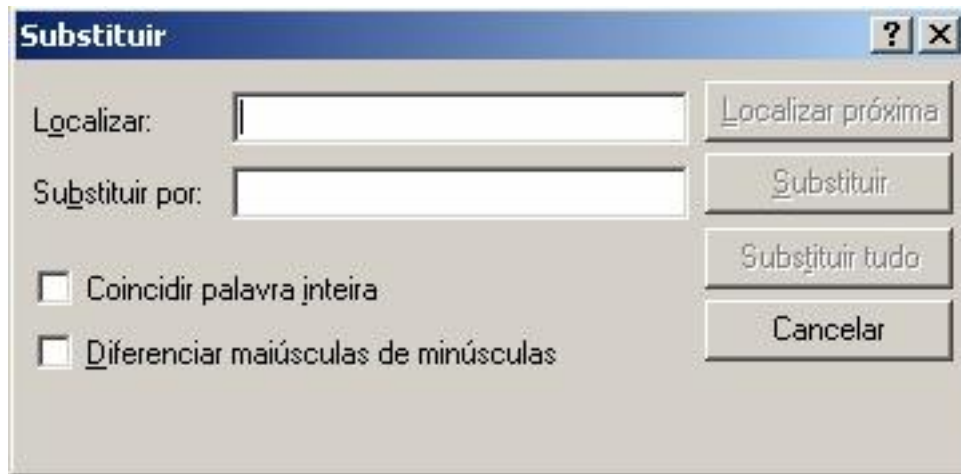 Substituir
Localizar:
Localizar próxima
Substituir por:
Substituir
Substituir tudo
Coincidir palavra inteira
Cancelar
Diferenciar maiúsculas de minúsculas